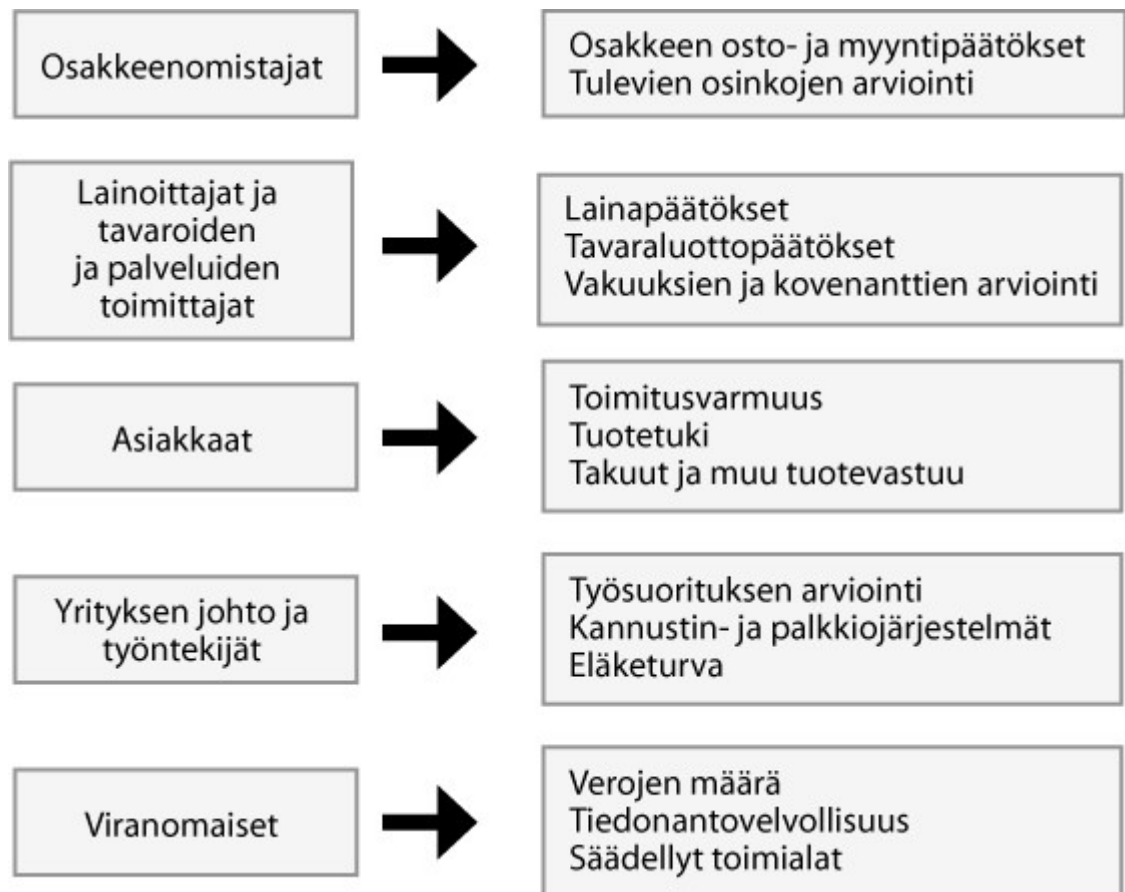 Osakkeenomistajat
Osakkeen osto- ja myyntipäätökset
Tulevien osinkojen arviointi
Lainoittajat ja
tavaroiden
ja palveluiden
toimittajat
Lainapäätökset
Tavaraluottopäätökset
Vakuuksien ja kovenanttien arviointi
Asiakkaat
Toimitusvarmuus
Tuotetuki
Takuut ja muu tuotevastuu
Yrityksen johto ja
työntekijät
Työsuorituksen arviointi
Kannustin- ja palkkiojärjestelmät
Eläketurva
Viranomaiset
Verojen määrä
Tiedonantovelvollisuus
Säädellyt toimialat